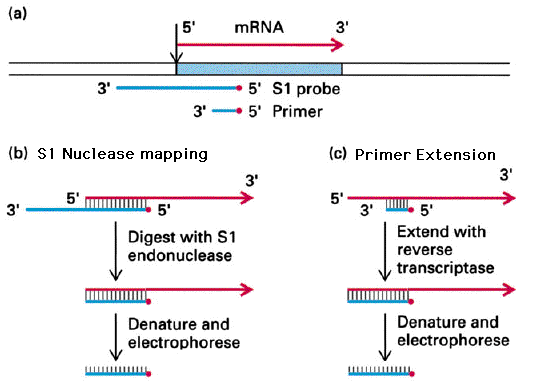 (a)
5' mRNA 3'
3' 5' S1 probe
3' 5' Primer
(b) S1 Nuclease mapping
5' 3'
3' 5'
Digest with S1
endonuclease
Denature and
electrophorese
(c) Primer Extension
3'
5'
3' 5'
Extend with
reverse
transcriptase
Denature and
electrophorese